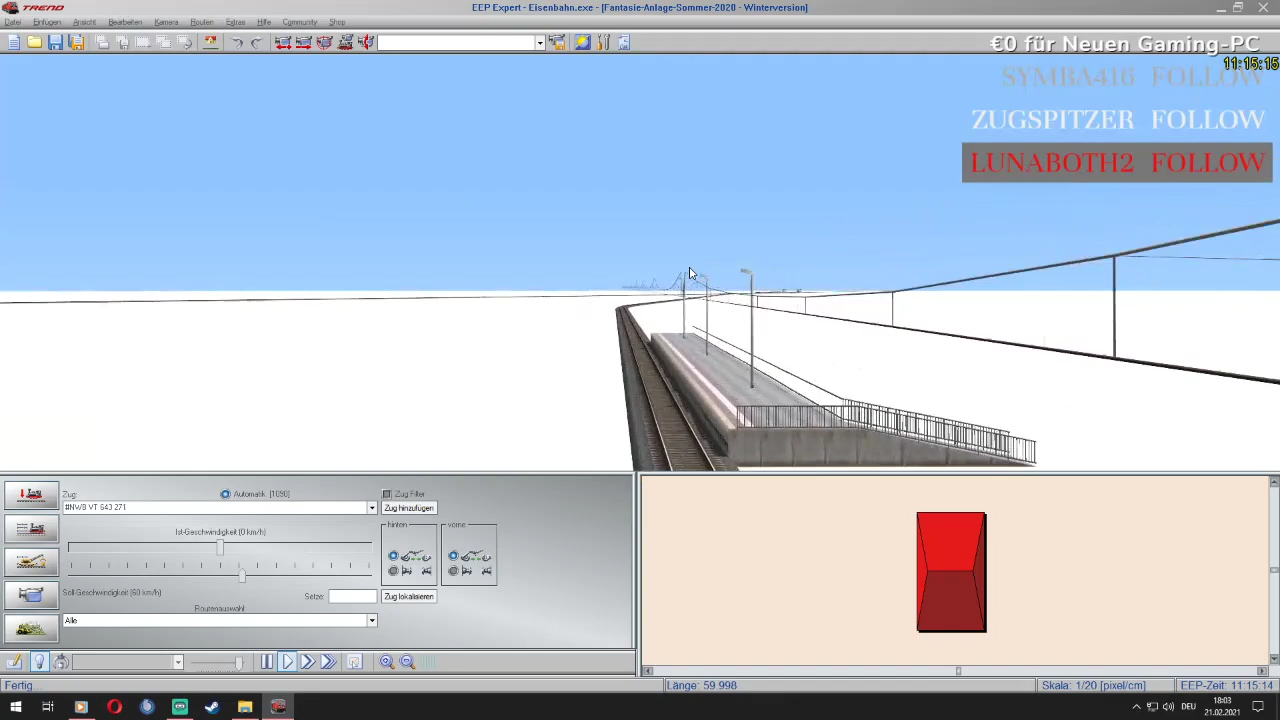 TREND
EEP Expert - Eisenbahn.exe - [Fantasie-Anlage-Sommer-2020 - Winterversion]
Datei Einfügen Ansicht Bearbeiten Kamera Routen Extras Hilfe Community Shop
€0 für Neuen Gaming-PC
11:15:15
SYMBA416 FOLLOW
ZUGSPITZER FOLLOW
LUNABOTH2 FOLLOW
Zug: Automatik [1090] Zug Filter
#NWB VT 643 271 Zug hinzufügen
Ist-Geschwindigkeit (0 km/h) hinten vorne
Soll-Geschwindigkeit (60 km/h) Setze: Zug lokalisieren
Routenauswahl
Alle
Fertig... Länge: 59 998 Skala: 1/20 [pixel/cm] EEP-Zeit: 11:15:14
DEU 18:03
21.02.2021